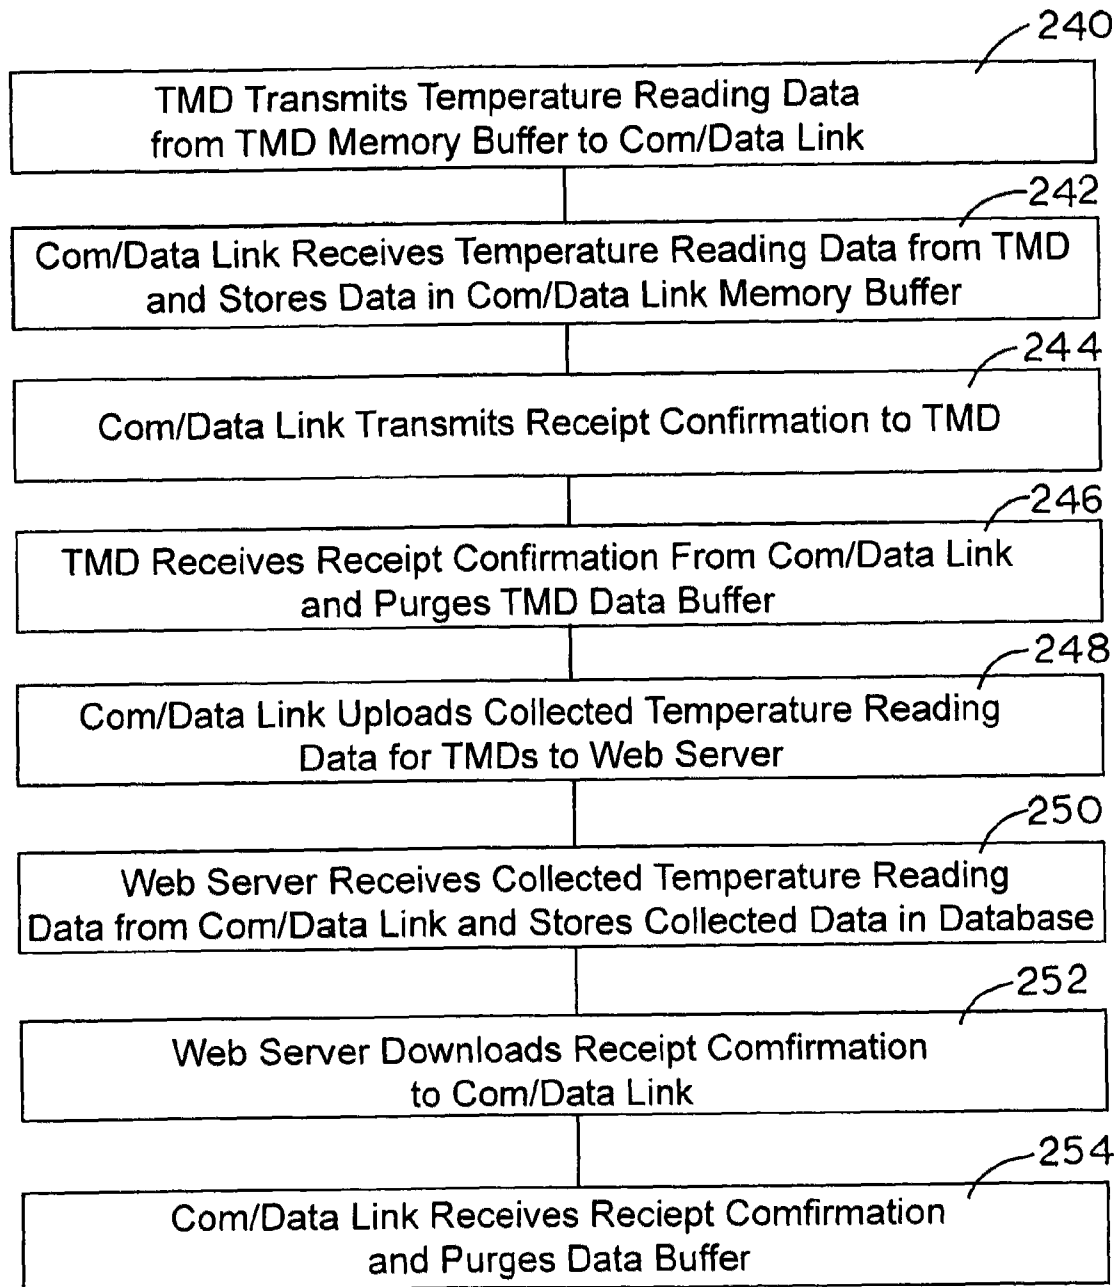 240
TMD Transmits Temperature Reading Data
from TMD Memory Buffer to Com/Data Link
242
Com/Data Link Receives Temperature Reading Data from TMD
and Stores Data in Com/Data Link Memory Buffer
244
Com/Data Link Transmits Receipt Confirmation to TMD
246
TMD Receives Receipt Confirmation From Com/Data Link
and Purges TMD Data Buffer
248
Com/Data Link Uploads Collected Temperature Reading
Data for TMDs to Web Server
250
Web Server Receives Collected Temperature Reading
Data from Com/Data Link and Stores Collected Data in Database
252
Web Server Downloads Receipt Comfirmation
to Com/Data Link
254
Com/Data Link Receives Reciept Comfirmation
and Purges Data Buffer